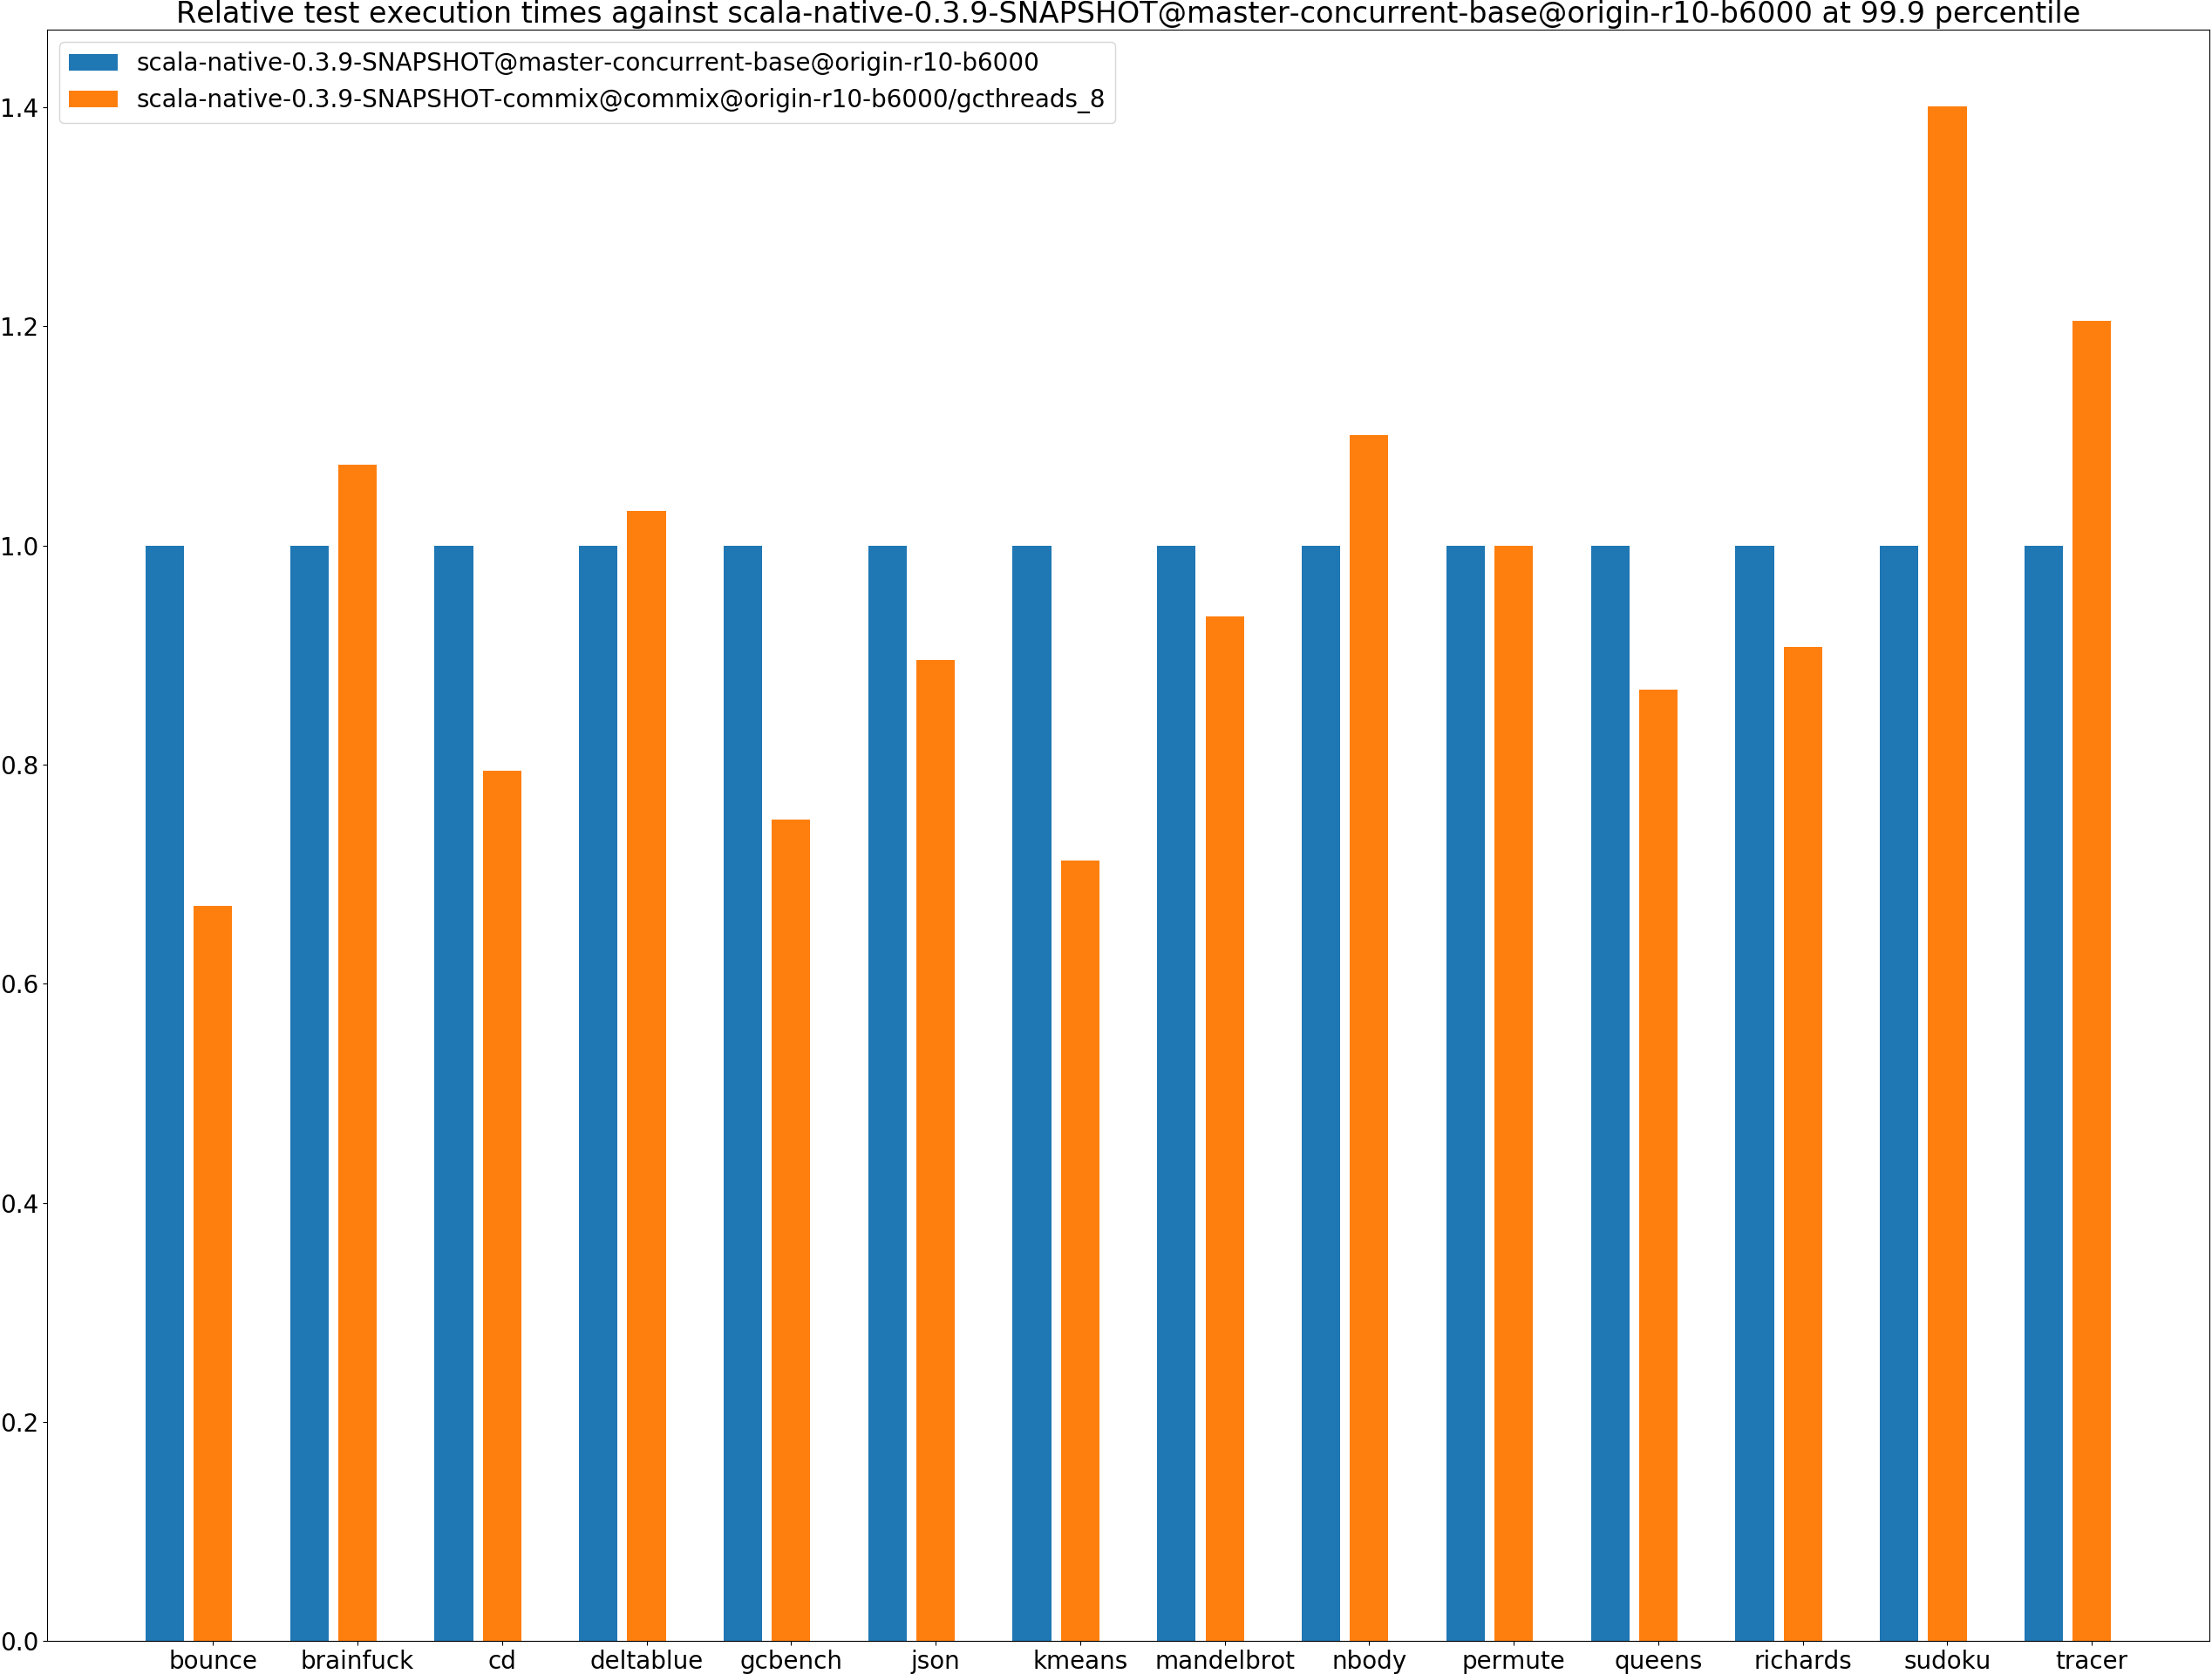 Relative test execution times against scala-native-0.3.9-SNAPSHOT@master-concurrent-base@origin-r10-b6000 at 99.9 percentile
scala-native-0.3.9-SNAPSHOT@master-concurrent-base@origin-r10-b6000
scala-native-0.3.9-SNAPSHOT-commix@commix@origin-r10-b6000/gcthreads_8
1.4
1.2
1.0
0.8
0.6
0.4
0.2
0.0
bounce brainfuck cd deltablue gcbench json kmeans mandelbrot nbody permute queens richards sudoku tracer